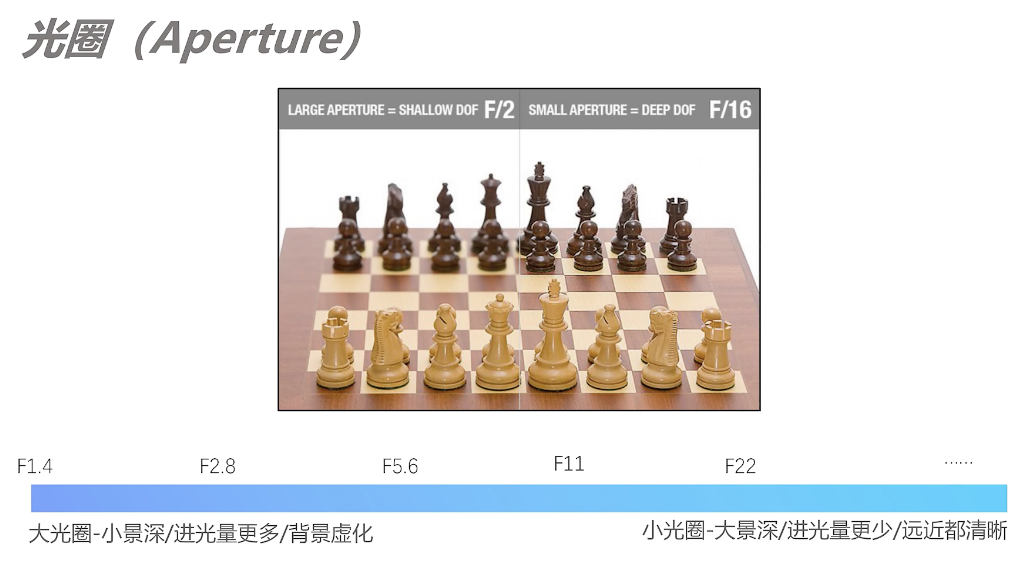 光圈（Aperture）
LARGE APERTURE = SHALLOW DOF F/2
SMALL APERTURE = DEEP DOF F/16
F1.4 F2.8 F5.6 F11 F22 ……
大光圈-小景深/进光量更多/背景虚化
小光圈-大景深/进光量更少/远近都清晰